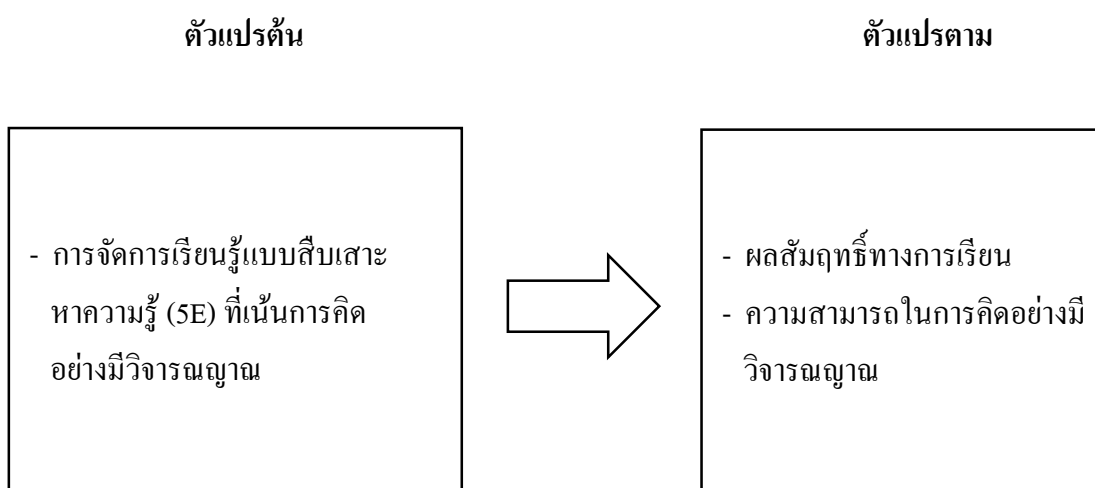 ตัวแปรต้น
ตัวแปรตาม
- การจัดการเรียนรู้แบบสืบเสาะ
หาความรู้ (5E) ที่เน้นการคิด
อย่างมีวิจารณญาณ
- ผลสัมฤทธิ์ทางการเรียน
- ความสามารถในการคิดอย่างมี
วิจารณญาณ